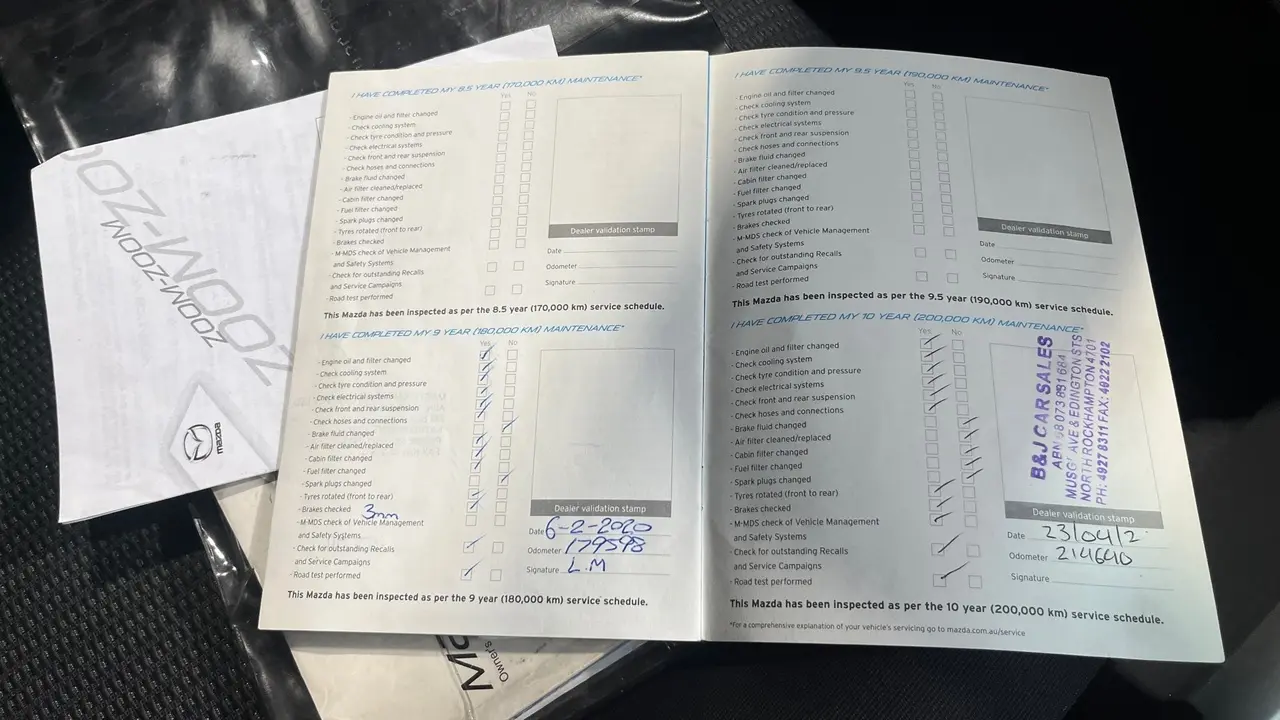 I HAVE COMPLETED MY 8.5 YEAR (170,000 KM) MAINTENANCE*
Yes No
- Engine oil and filter changed
- Check cooling system
- Check tyre condition and pressure
- Check electrical systems
- Check front and rear suspension
- Check hoses and connections
- Brake fluid changed
- Air filter cleaned/replaced
- Cabin filter changed
- Fuel filter changed
- Spark plugs changed
- Tyres rotated (front to rear)
- Brakes checked
- M-MDS check of Vehicle Management
and Safety Systems
- Check for outstanding Recalls
and Service Campaigns
- Road test performed
Dealer validation stamp
Date
Odometer
Signature
This Mazda has been inspected as per the 8.5 year (170,000 km) service schedule.
I HAVE COMPLETED MY 9 YEAR (180,000 KM) MAINTENANCE*
Yes No
- Engine oil and filter changed
- Check cooling system
- Check tyre condition and pressure
- Check electrical systems
- Check front and rear suspension
- Check hoses and connections
- Brake fluid changed
- Air filter cleaned/replaced
- Cabin filter changed
- Fuel filter changed
- Spark plugs changed
- Tyres rotated (front to rear)
- Brakes checked 3mm
- M-MDS check of Vehicle Management
and Safety Systems
- Check for outstanding Recalls
and Service Campaigns
- Road test performed
Dealer validation stamp
Date 6-2-2020
Odometer 179598
Signature L.M
This Mazda has been inspected as per the 9 year (180,000 km) service schedule.
I HAVE COMPLETED MY 9.5 YEAR (190,000 KM) MAINTENANCE*
Yes No
- Engine oil and filter changed
- Check cooling system
- Check tyre condition and pressure
- Check electrical systems
- Check front and rear suspension
- Check hoses and connections
- Brake fluid changed
- Air filter cleaned/replaced
- Cabin filter changed
- Fuel filter changed
- Spark plugs changed
- Tyres rotated (front to rear)
- Brakes checked
- M-MDS check of Vehicle Management
and Safety Systems
- Check for outstanding Recalls
and Service Campaigns
- Road test performed
Dealer validation stamp
Date
Odometer
Signature
This Mazda has been inspected as per the 9.5 year (190,000 km) service schedule.
I HAVE COMPLETED MY 10 YEAR (200,000 KM) MAINTENANCE*
Yes No
- Engine oil and filter changed
- Check cooling system
- Check tyre condition and pressure
- Check electrical systems
- Check front and rear suspension
- Check hoses and connections
- Brake fluid changed
- Air filter cleaned/replaced
- Cabin filter changed
- Fuel filter changed
- Spark plugs changed
- Tyres rotated (front to rear)
- Brakes checked
- M-MDS check of Vehicle Management
and Safety Systems
- Check for outstanding Recalls
and Service Campaigns
- Road test performed
B&J CAR SALES
ABN 073 891 684
AVE & EDINGTON STS
NORTH ROCKHAMPTON 4701
PH: 4927 8311 FAX: 4922 2102
Dealer validation stamp
Date 23/04/2
Odometer 214640
Signature
This Mazda has been inspected as per the 10 year (200,000 km) service schedule.
*For a comprehensive explanation of your vehicle's servicing go to mazda.com.au/service
ZOOM-ZOOM
mazda
Owner's